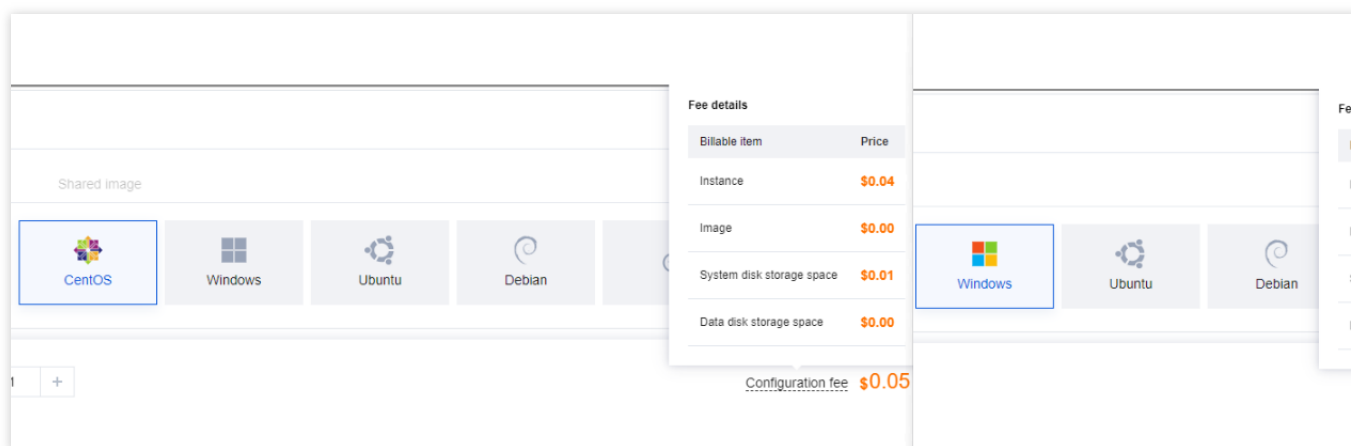 Fee details
Billable item Price
Shared image
Instance $0.04
Image $0.00
CentOS Windows Ubuntu Debian
System disk storage space $0.01
Data disk storage space $0.00
1 +
Configuration fee $0.05
Fe
Windows Ubuntu Debian